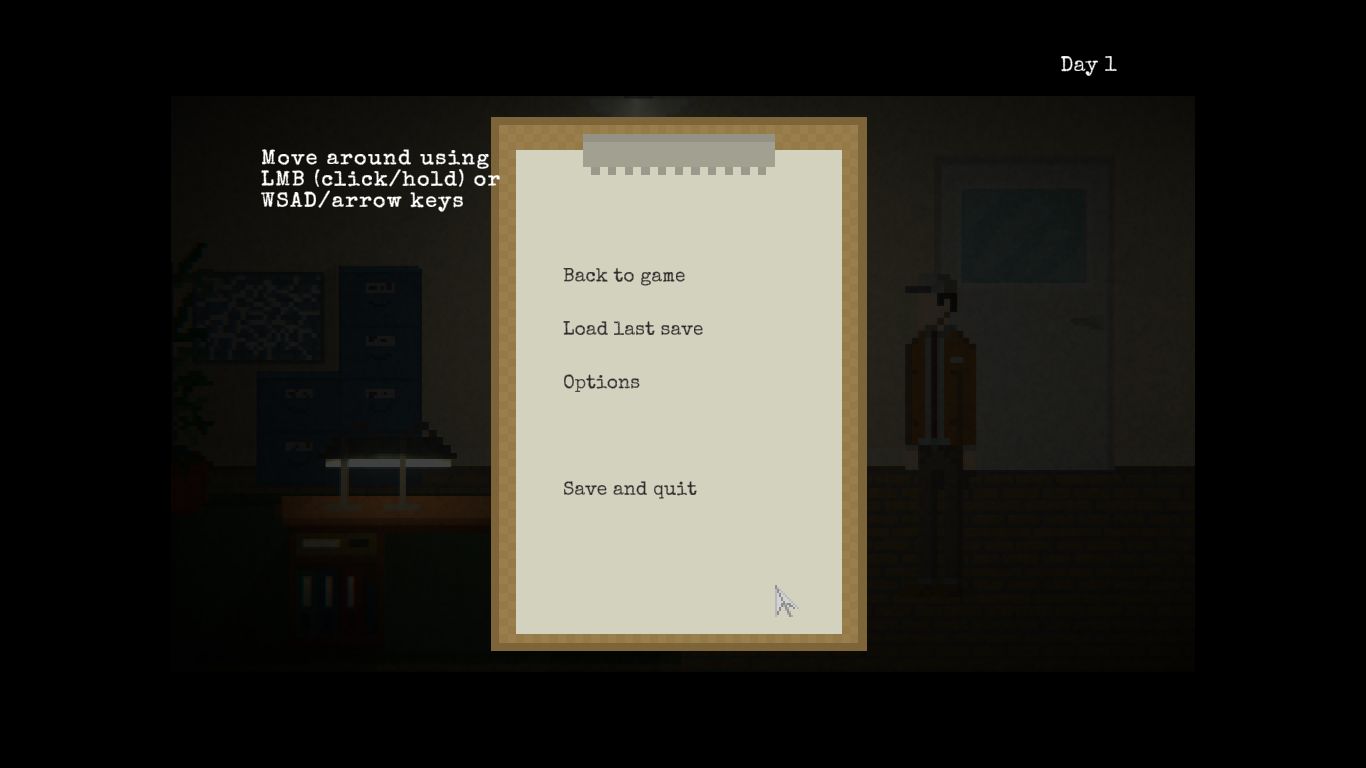 Day 1
Move around using
LMB (click/hold) or
WSAD/arrow keys
Back to game
Load last save
Options
Save and quit